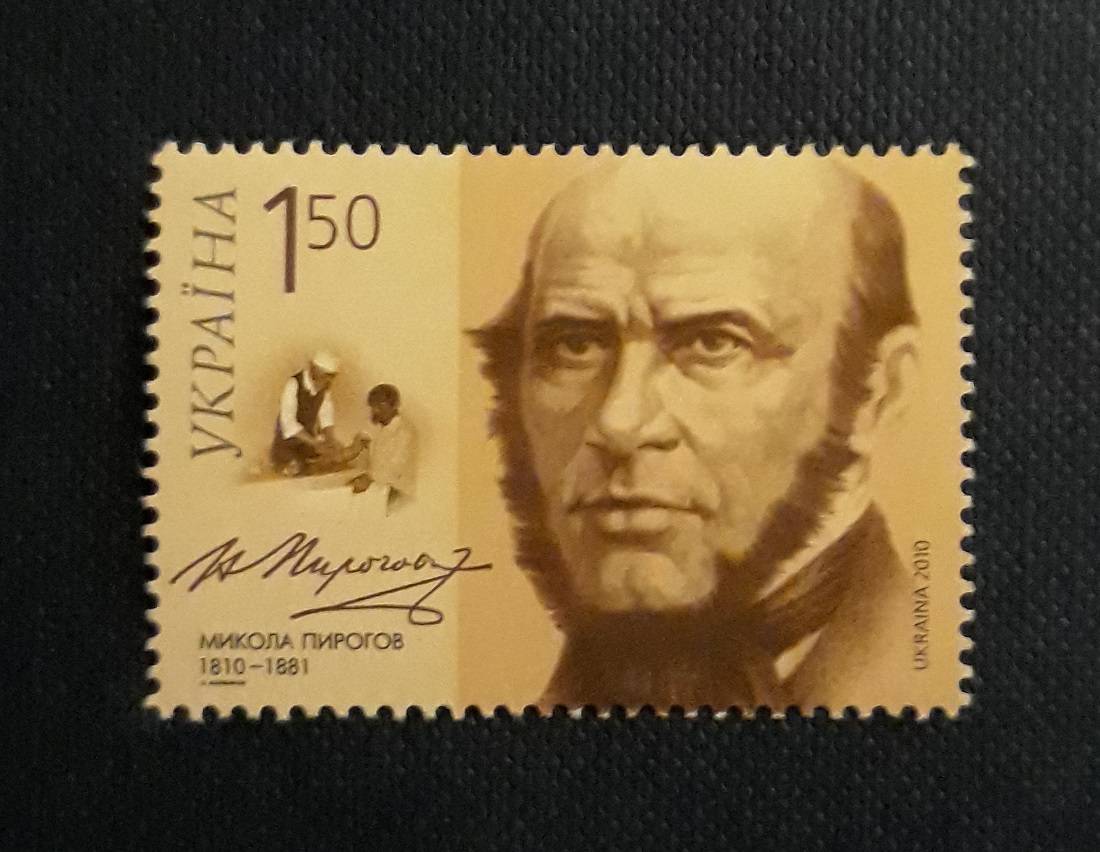 УКРАЇНА
1 50
Н Пирогов
МИКОЛА ПИРОГОВ
1810–1881
UKRAINA 2010